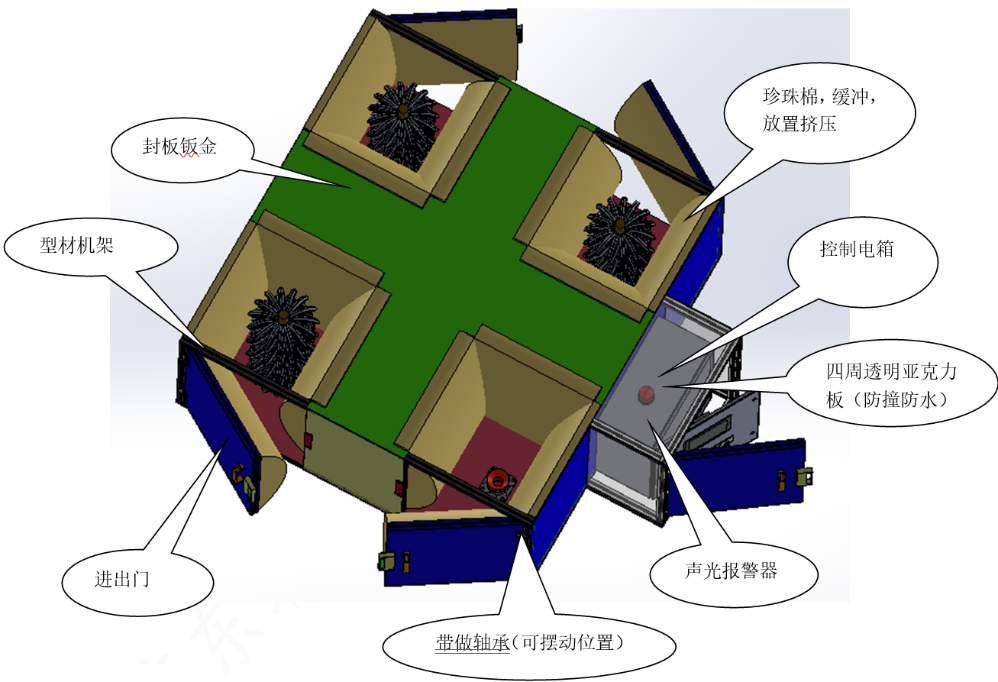 珍珠棉，缓冲，
放置挤压
封板钣金
型材机架
控制电箱
四周透明亚克力
板（防撞防水）
进出门
声光报警器
带做轴承（可摆动位置）